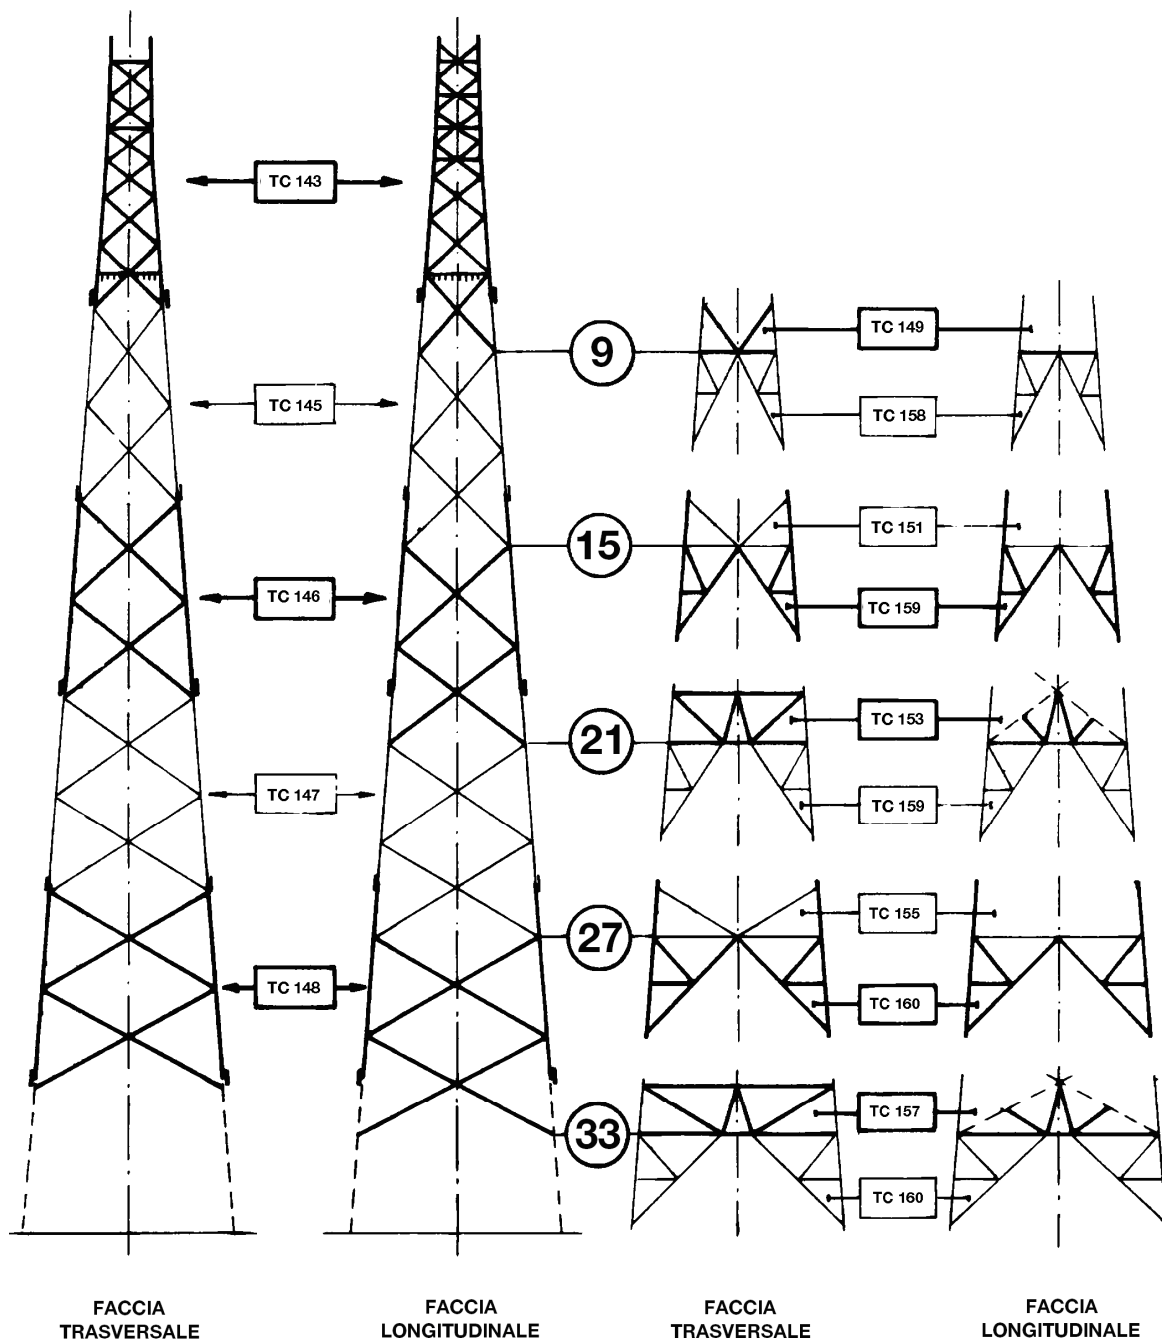 TC 143
TC 145
TC 146
TC 147
TC 148
9
TC 149
TC 158
15
TC 151
TC 159
21
TC 153
TC 159
27
TC 155
TC 160
33
TC 157
TC 160
FACCIA
TRASVERSALE
FACCIA
LONGITUDINALE
FACCIA
TRASVERSALE
FACCIA
LONGITUDINALE